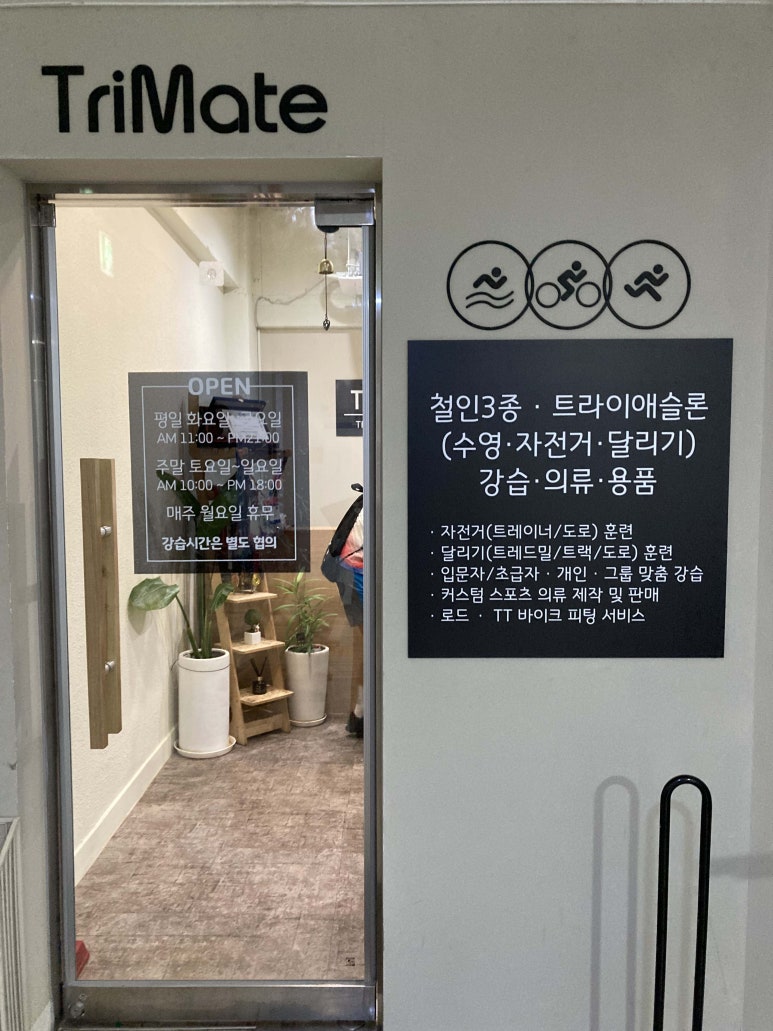 TriMate
OPEN
평일 화요일~금요일
AM 11:00 ~ PM21:00
주말 토요일~일요일
AM 10:00 ~ PM 18:00
매주 월요일 휴무
강습시간은 별도 협의
철인3종 · 트라이애슬론
(수영·자전거·달리기)
강습·의류·용품
· 자전거(트레이너/도로) 훈련
· 달리기(트레드밀/트랙/도로) 훈련
· 입문자/초급자 · 개인 · 그룹 맞춤 강습
· 커스텀 스포츠 의류 제작 및 판매
· 로드 · TT 바이크 피팅 서비스